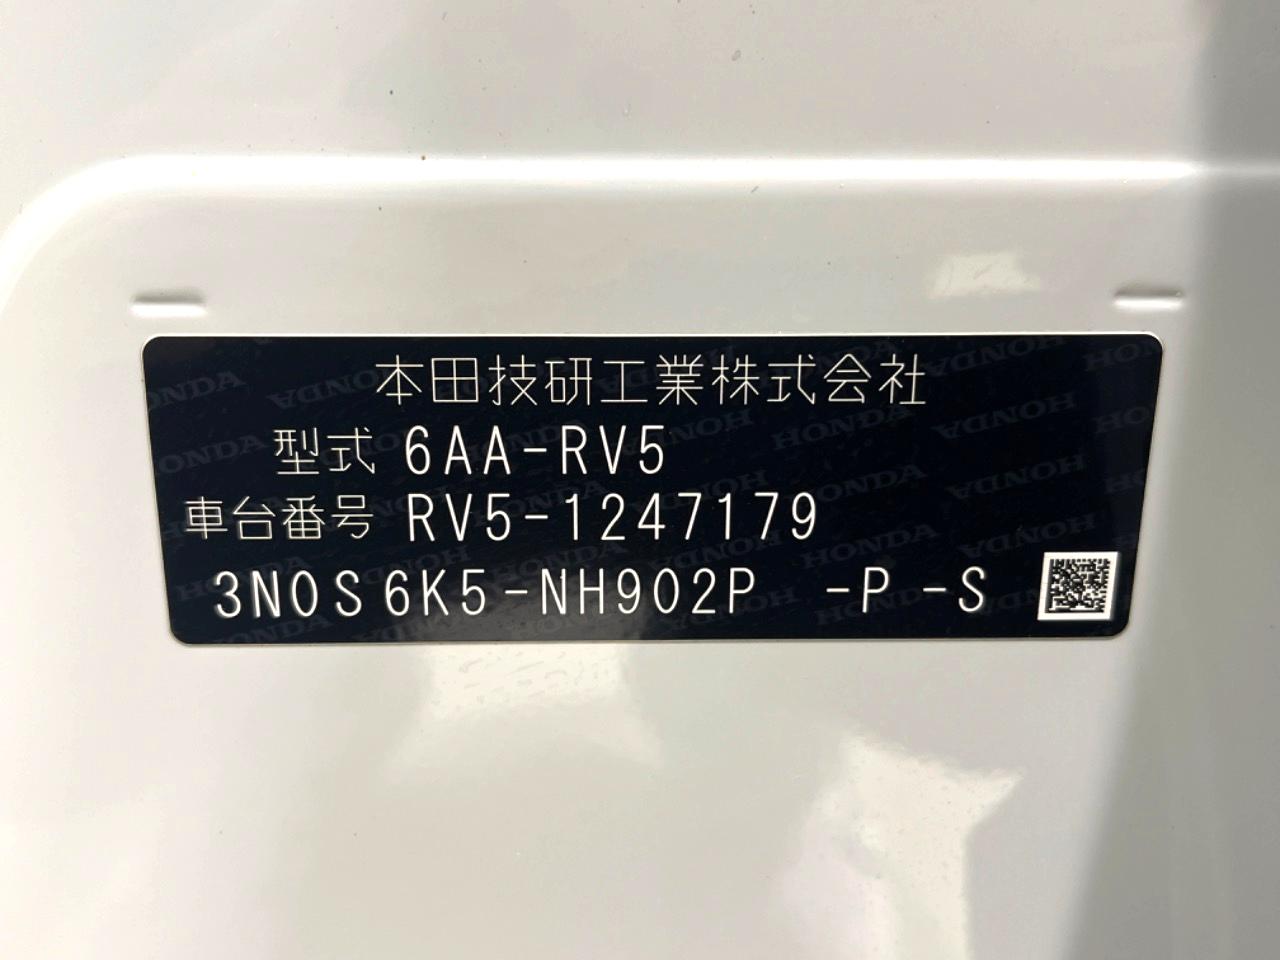 本田技研工業株式会社
型式 6AA-RV5
車台番号 RV5-1247179
3N0S6K5-NH902P -P -S